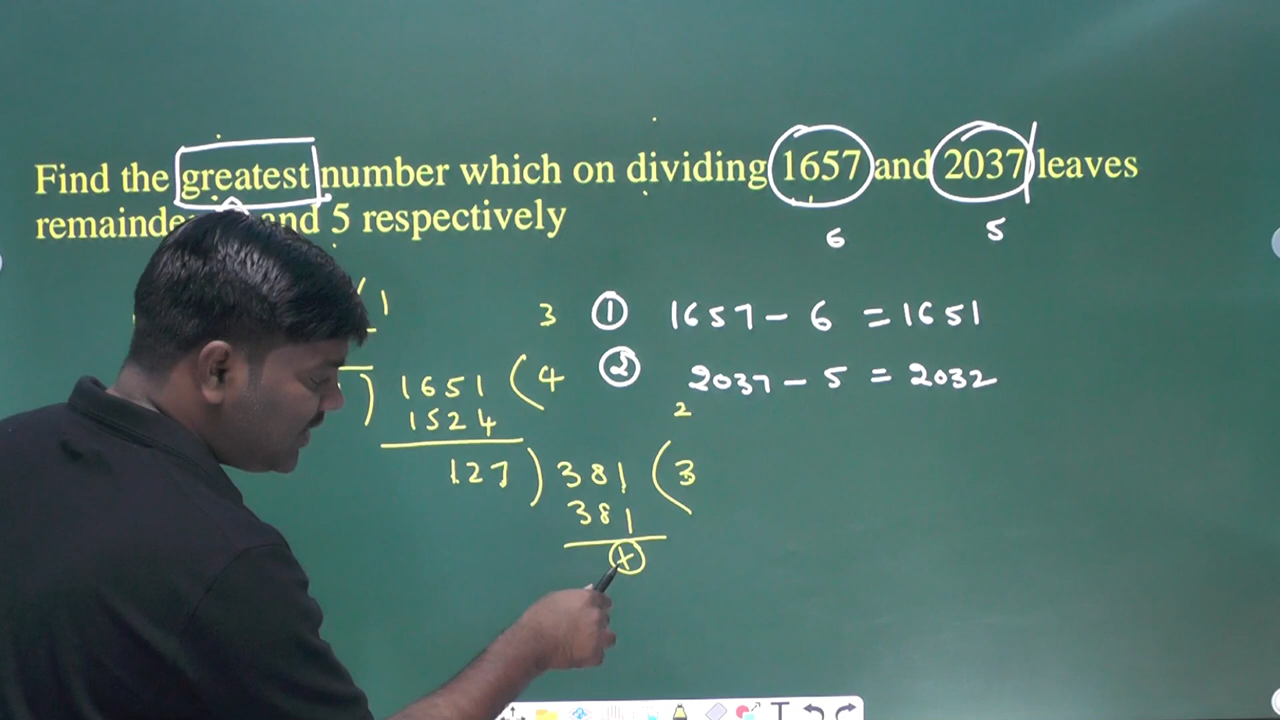 Find the greatest number which on dividing 1657 and 2037 leaves
and 5 respectively
6 5
1
3
① 1657 - 6 = 1651
) 1651 ( 4
② 2037 - 5 = 2032
1524
2
127 ) 381 ( 3
381